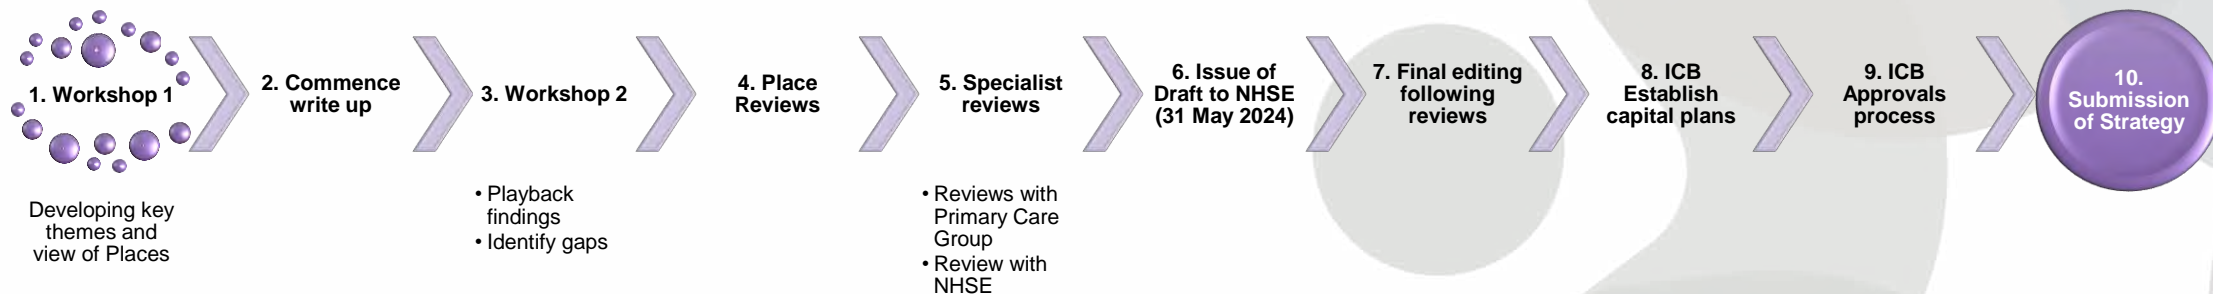 1. Workshop 1
Developing key
themes and
view of Places
2. Commence
write up
3. Workshop 2
• Playback
findings
• Identify gaps
4. Place
Reviews
5. Specialist
reviews
• Reviews with
Primary Care
Group
• Review with
NHSE
6. Issue of
Draft to NHSE
(31 May 2024)
7. Final editing
following
reviews
8. ICB
Establish
capital plans
9. ICB
Approvals
process
10.
Submission
of Strategy